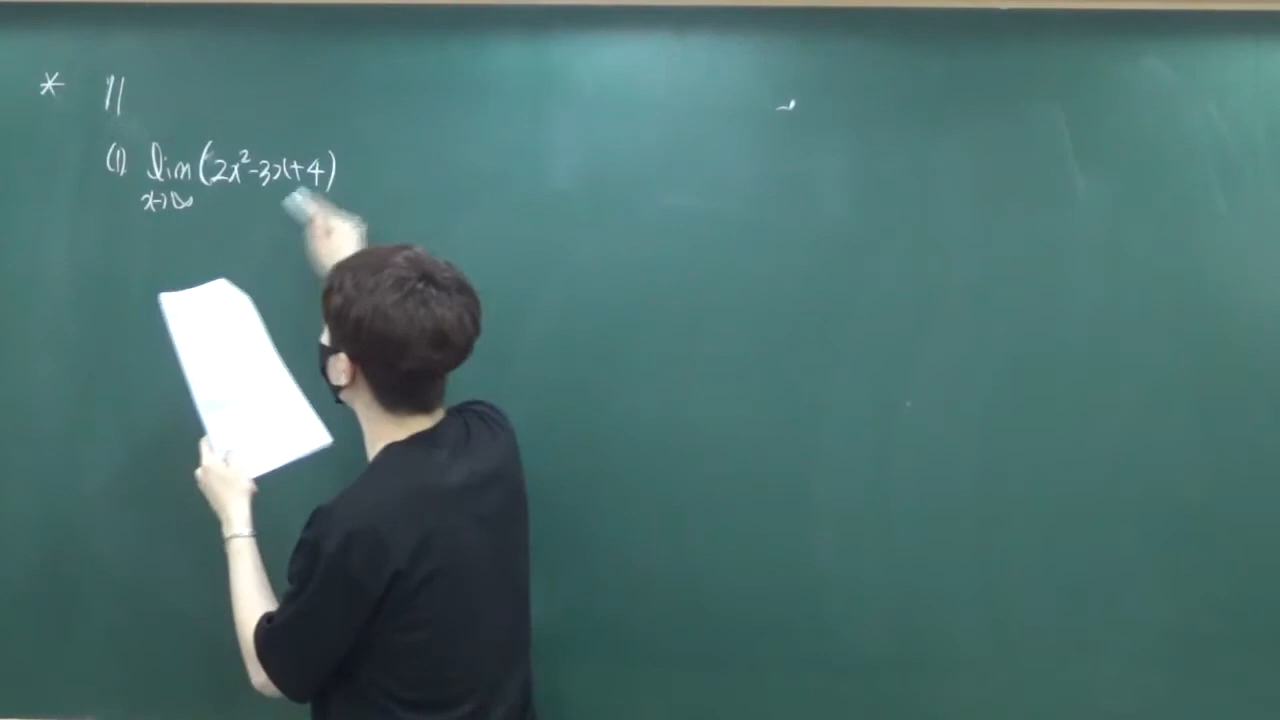 * 11
(1) lim(2x²-3x+4)
x→∞